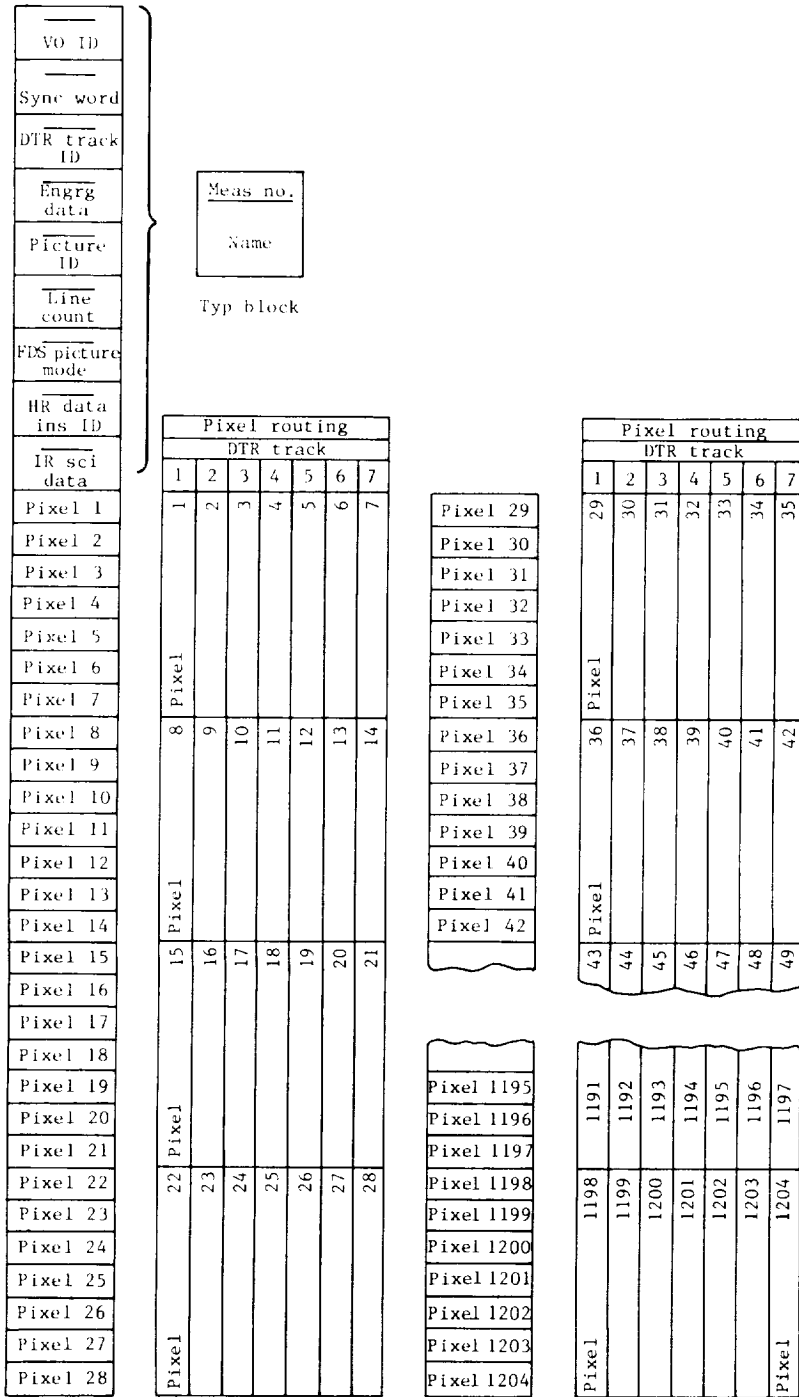 VO ID
Sync word
DTR track
ID
Engrg
data
Picture
ID
Line
count
FDS picture
mode
HR data
ins ID
IR sci
data
Pixel 1
Pixel 2
Pixel 3
Pixel 4
Pixel 5
Pixel 6
Pixel 7
Pixel 8
Pixel 9
Pixel 10
Pixel 11
Pixel 12
Pixel 13
Pixel 14
Pixel 15
Pixel 16
Pixel 17
Pixel 18
Pixel 19
Pixel 20
Pixel 21
Pixel 22
Pixel 23
Pixel 24
Pixel 25
Pixel 26
Pixel 27
Pixel 28
Meas no.
Name
Typ block
Pixel routing
DTR track
1 2 3 4 5 6 7
Pixel 1 2 3 4 5 6 7
Pixel 8 9 10 11 12 13 14
Pixel 15 16 17 18 19 20 21
Pixel 22 23 24 25 26 27 28
Pixel 29
Pixel 30
Pixel 31
Pixel 32
Pixel 33
Pixel 34
Pixel 35
Pixel 36
Pixel 37
Pixel 38
Pixel 39
Pixel 40
Pixel 41
Pixel 42
Pixel 1195
Pixel 1196
Pixel 1197
Pixel 1198
Pixel 1199
Pixel 1200
Pixel 1201
Pixel 1202
Pixel 1203
Pixel 1204
Pixel routing
DTR track
1 2 3 4 5 6 7
Pixel 29 30 31 32 33 34 35
Pixel 36 37 38 39 40 41 42
43 44 45 46 47 48 49
1191 1192 1193 1194 1195 1196 1197
Pixel 1198 1199 1200 1201 1202 1203 Pixel 1204